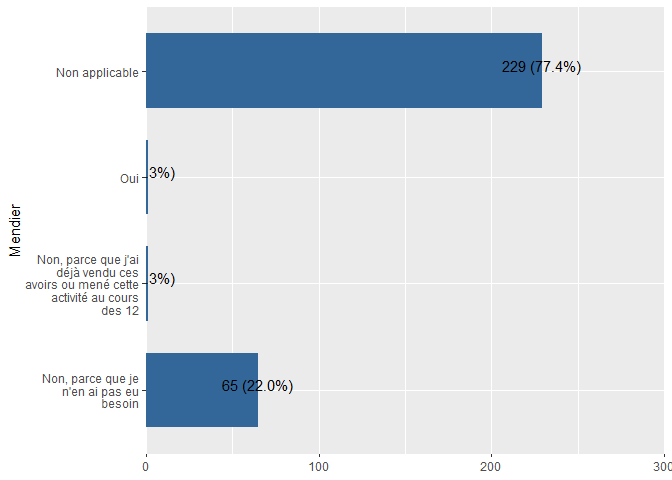 Non applicable
229 (77.4%)
Oui
3%)
Non, parce que j'ai
déjà vendu ces
avoirs ou mené cette
activité au cours
des 12
3%)
Non, parce que je
n'en ai pas eu
besoin
65 (22.0%)
Mendier
0
100
200
300